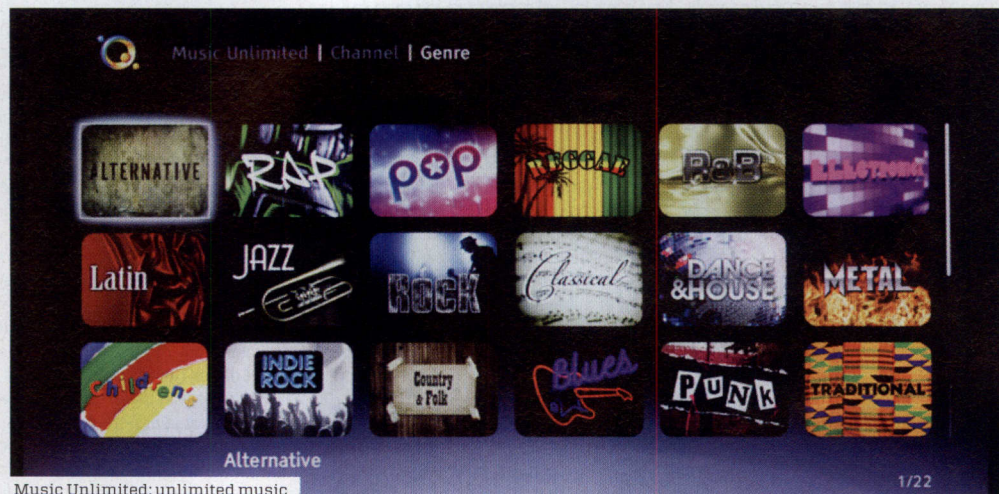 Music Unlimited | Channel | Genre
ALTERNATIVE
RAP
POP
REGGAE
R&B
ELECTRONIC
Latin
JAZZ
ROCK
Classical
DANCE
&HOUSE
METAL
Children's
INDIE
ROCK
Country
& Folk
Blues
PUNK
TRADITIONAL
Alternative
1/22
Music Unlimited: unlimited music